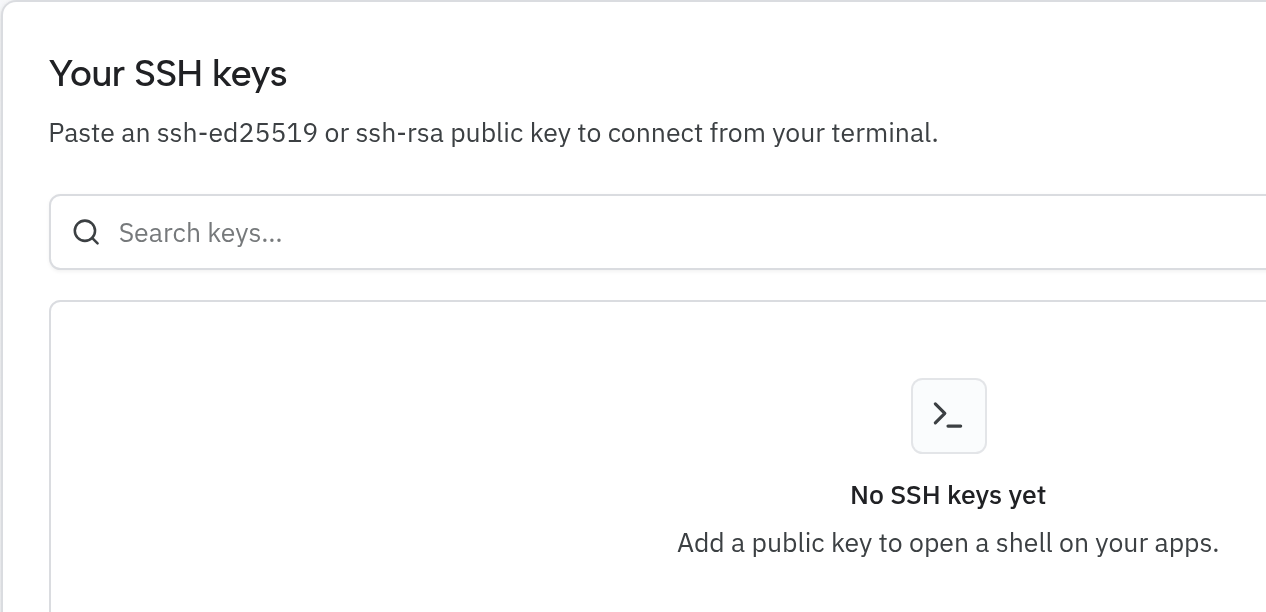 Your SSH keys
Paste an ssh-ed25519 or ssh-rsa public key to connect from your terminal.
Search keys...
No SSH keys yet
Add a public key to open a shell on your apps.